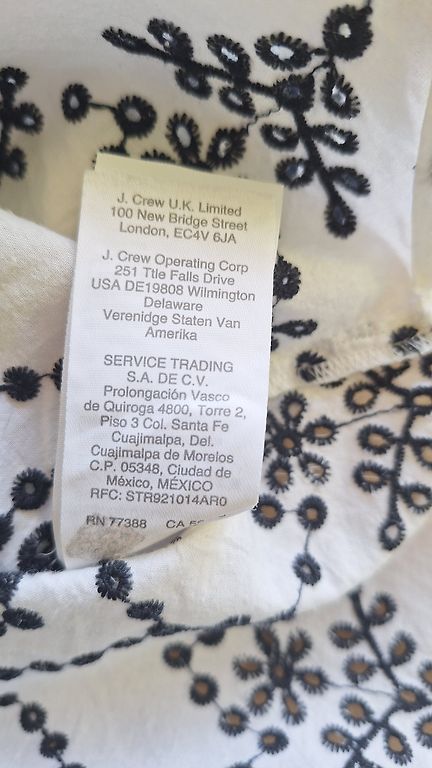 J. Crew U.K. Limited
100 New Bridge Street
London, EC4V 6JA
J. Crew Operating Corp
251 Ttle Falls Drive
USA DE19808 Wilmington
Delaware
Verenidge Staten Van
Amerika
SERVICE TRADING
S.A. DE C.V.
Prolongación Vasco
de Quiroga 4800, Torre 2,
Piso 3 Col. Santa Fe
Cuajimalpa, Del.
Cuajimalpa de Morelos
C.P. 05348, Ciudad de
México, MÉXICO
RFC: STR921014AR0
RN 77388 CA